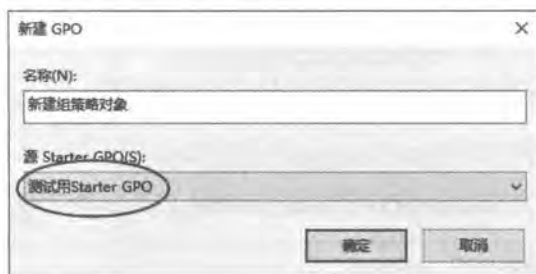 新建 GPO
名称(N):
新建组策略对象
源 Starter GPO(S):
测试用Starter GPO
确定
取消